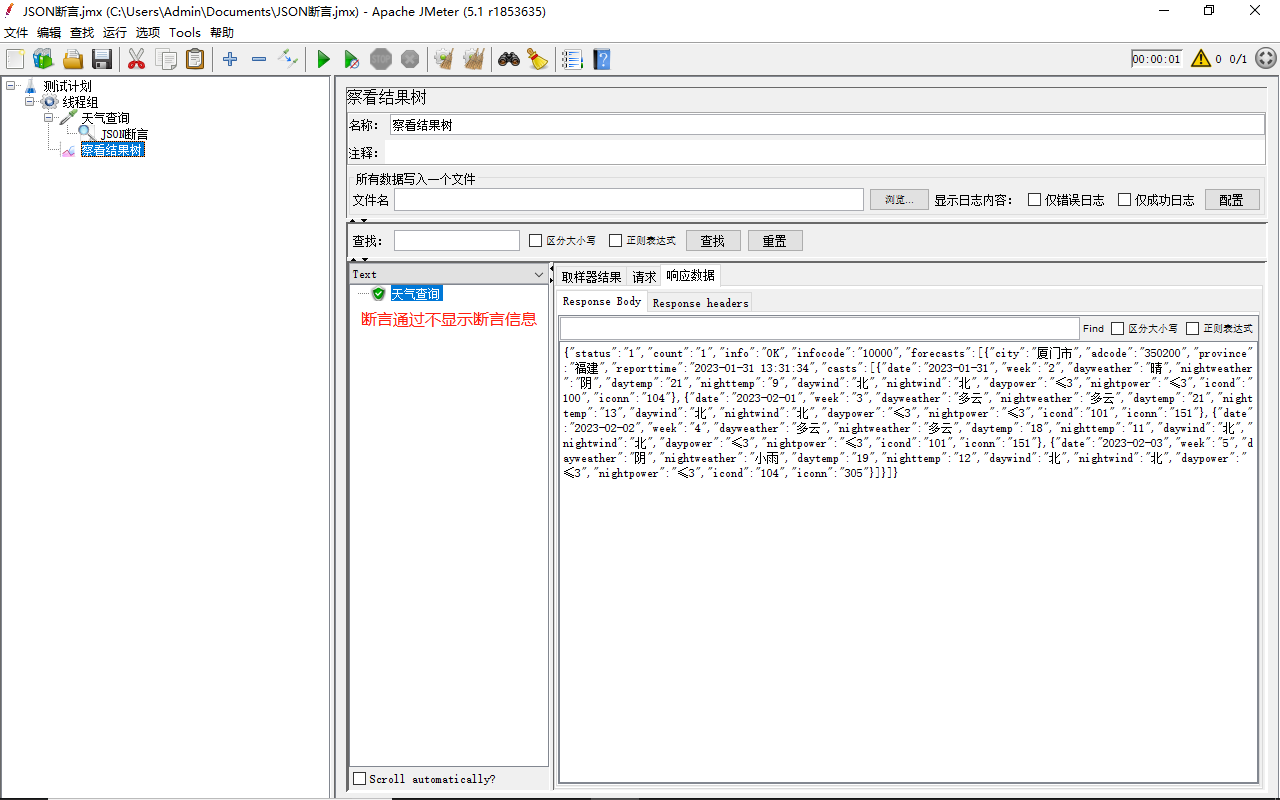 JSON断言.jmx (C:\Users\Admin\Documents\JSON断言.jmx) - Apache JMeter (5.1 r1853635)
文件 编辑 查找 运行 选项 Tools 帮助
STOP
00:00:01 0 0/1
测试计划
线程组
天气查询
JSON断言
察看结果树
察看结果树
名称: 察看结果树
注释:
所有数据写入一个文件
文件名 浏览... 显示日志内容: 仅错误日志 仅成功日志 配置
查找: 区分大小写 正则表达式 查找 重置
Text
天气查询
断言通过不显示断言信息
Scroll automatically?
取样器结果 请求 响应数据
Response Body Response headers
Find 区分大小写 正则表达式
{"status":"1","count":"1","info":"OK","infocode":"10000","forecasts":[{"city":"厦门市","adcode":"350200","province"
:"福建","reporttime":"2023-01-31 13:31:34","casts":[{"date":"2023-01-31","week":"2","dayweather":"晴","nightweather
":"阴","daytemp":"21","nighttemp":"9","daywind":"北","nightwind":"北","daypower":"≤3","nightpower":"≤3","icond":"
100","iconn":"104"},{"date":"2023-02-01","week":"3","dayweather":"多云","nightweather":"多云","daytemp":"21","night
temp":"13","daywind":"北","nightwind":"北","daypower":"≤3","nightpower":"≤3","icond":"101","iconn":"151"},{"date
":"2023-02-02","week":"4","dayweather":"多云","nightweather":"多云","daytemp":"18","nighttemp":"11","daywind":"北","
nightwind":"北","daypower":"≤3","nightpower":"≤3","icond":"101","iconn":"151"},{"date":"2023-02-03","week":"5","d
ayweather":"阴","nightweather":"小雨","daytemp":"19","nighttemp":"12","daywind":"北","nightwind":"北","daypower":"
≤3","nightpower":"≤3","icond":"104","iconn":"305"}]}]}